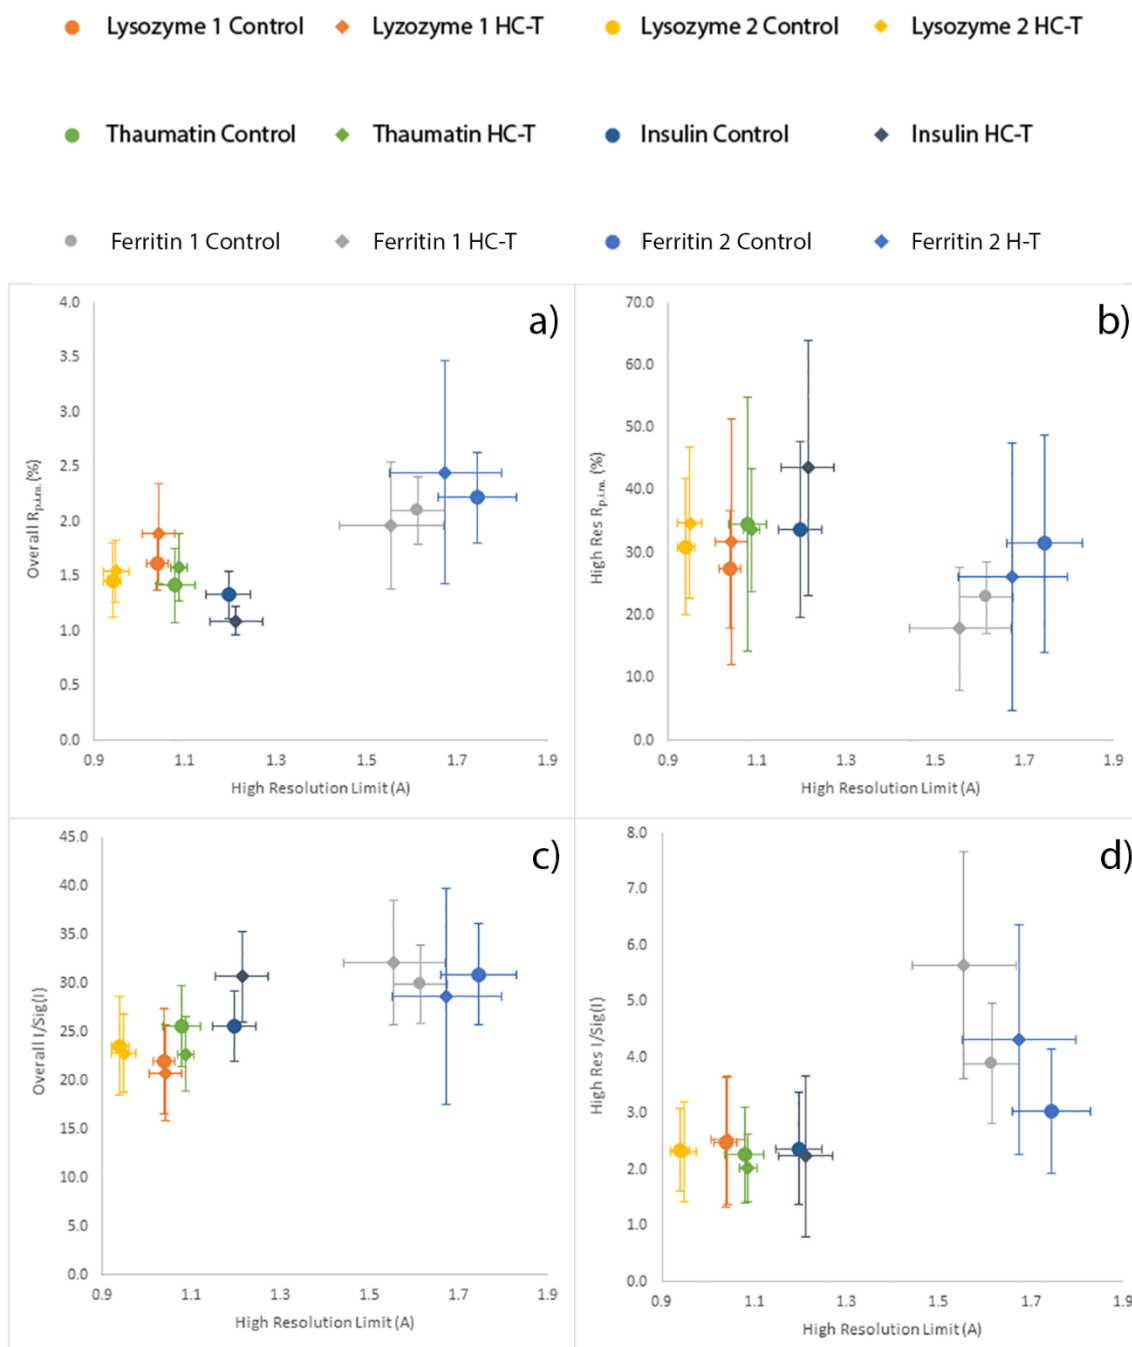 Lysozyme 1 Control Lyzozyme 1 HC-T Lysozyme 2 Control Lysozyme 2 HC-T
Thaumatin Control Thaumatin HC-T Insulin Control Insulin HC-T
Ferritin 1 Control Ferritin 1 HC-T Ferritin 2 Control Ferritin 2 H-T
a)
4.0
3.5
3.0
2.5
2.0
1.5
1.0
0.5
0.0
Overall Rp.i.m. (%)
0.9 1.1 1.3 1.5 1.7 1.9
High Resolution Limit (A)
b)
70.0
60.0
50.0
40.0
30.0
20.0
10.0
0.0
High Res Rp.i.m. (%)
0.9 1.1 1.3 1.5 1.7 1.9
High Resolution Limit (A)
c)
45.0
40.0
35.0
30.0
25.0
20.0
15.0
10.0
5.0
0.0
Overall I/Sig(I)
0.9 1.1 1.3 1.5 1.7 1.9
High Resolution Limit (A)
d)
8.0
7.0
6.0
5.0
4.0
3.0
2.0
1.0
0.0
High Res I/Sig(I)
0.9 1.1 1.3 1.5 1.7 1.9
High Resolution Limit (A)